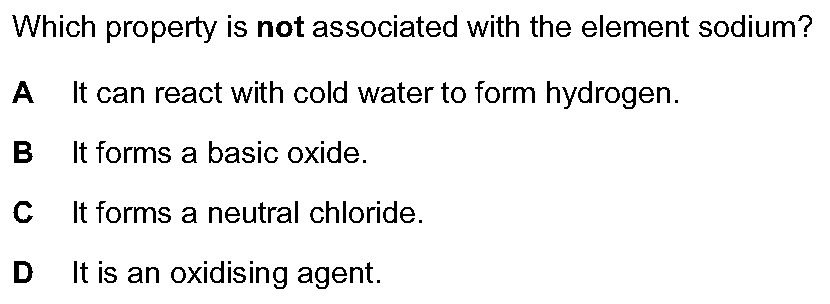 Which property is not associated with the element sodium?
A It can react with cold water to form hydrogen.
B It forms a basic oxide.
C It forms a neutral chloride.
D It is an oxidising agent.